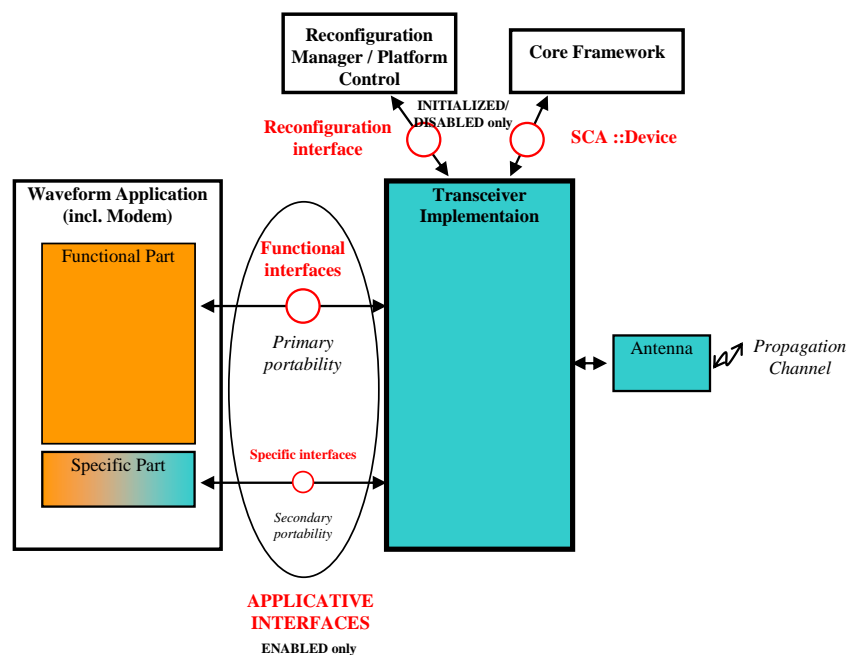 Reconfiguration
Manager / Platform
Control
Core Framework
INITIALIZED/
DISABLED only
Reconfiguration
interface
SCA ::Device
Waveform Application
(incl. Modem)
Functional Part
Specific Part
Functional
interfaces
Primary
portability
Specific interfaces
Secondary
portability
APPLICATIVE
INTERFACES
ENABLED only
Transceiver
Implementaion
Antenna
Propagation
Channel